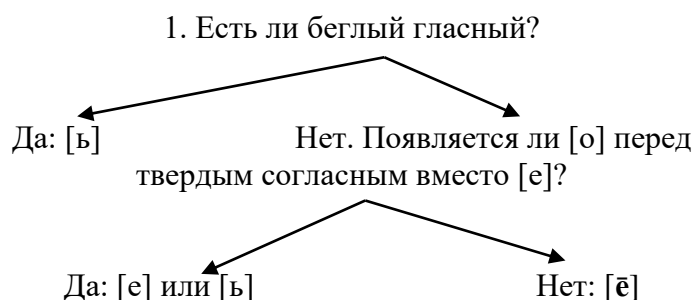 1. Есть ли беглый гласный?
Да: [ь] Нет. Появляется ли [о] перед
твердым согласным вместо [е]?
Да: [е] или [ь] Нет: [ē]